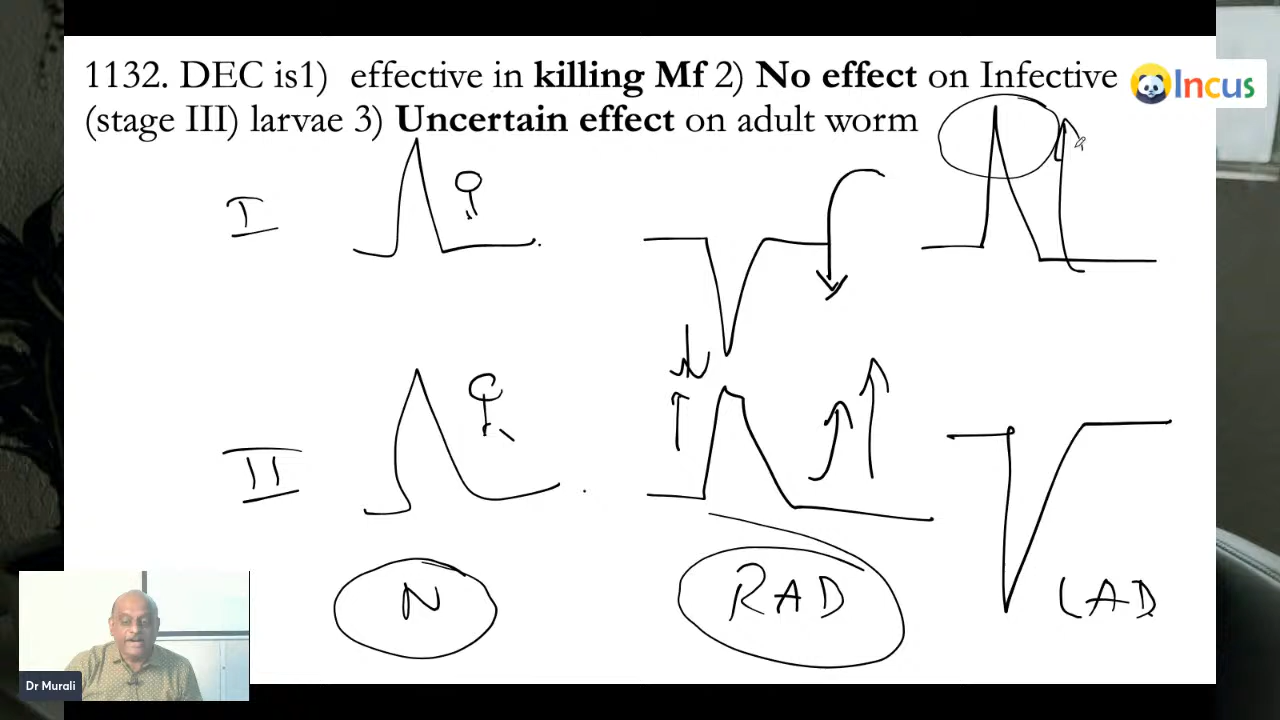 1132. DEC is1) effective in killing Mf 2) No effect on Infective
(stage III) larvae 3) Uncertain effect on adult worm
Incus
I
II
N
RAD
LAD
Dr Murali